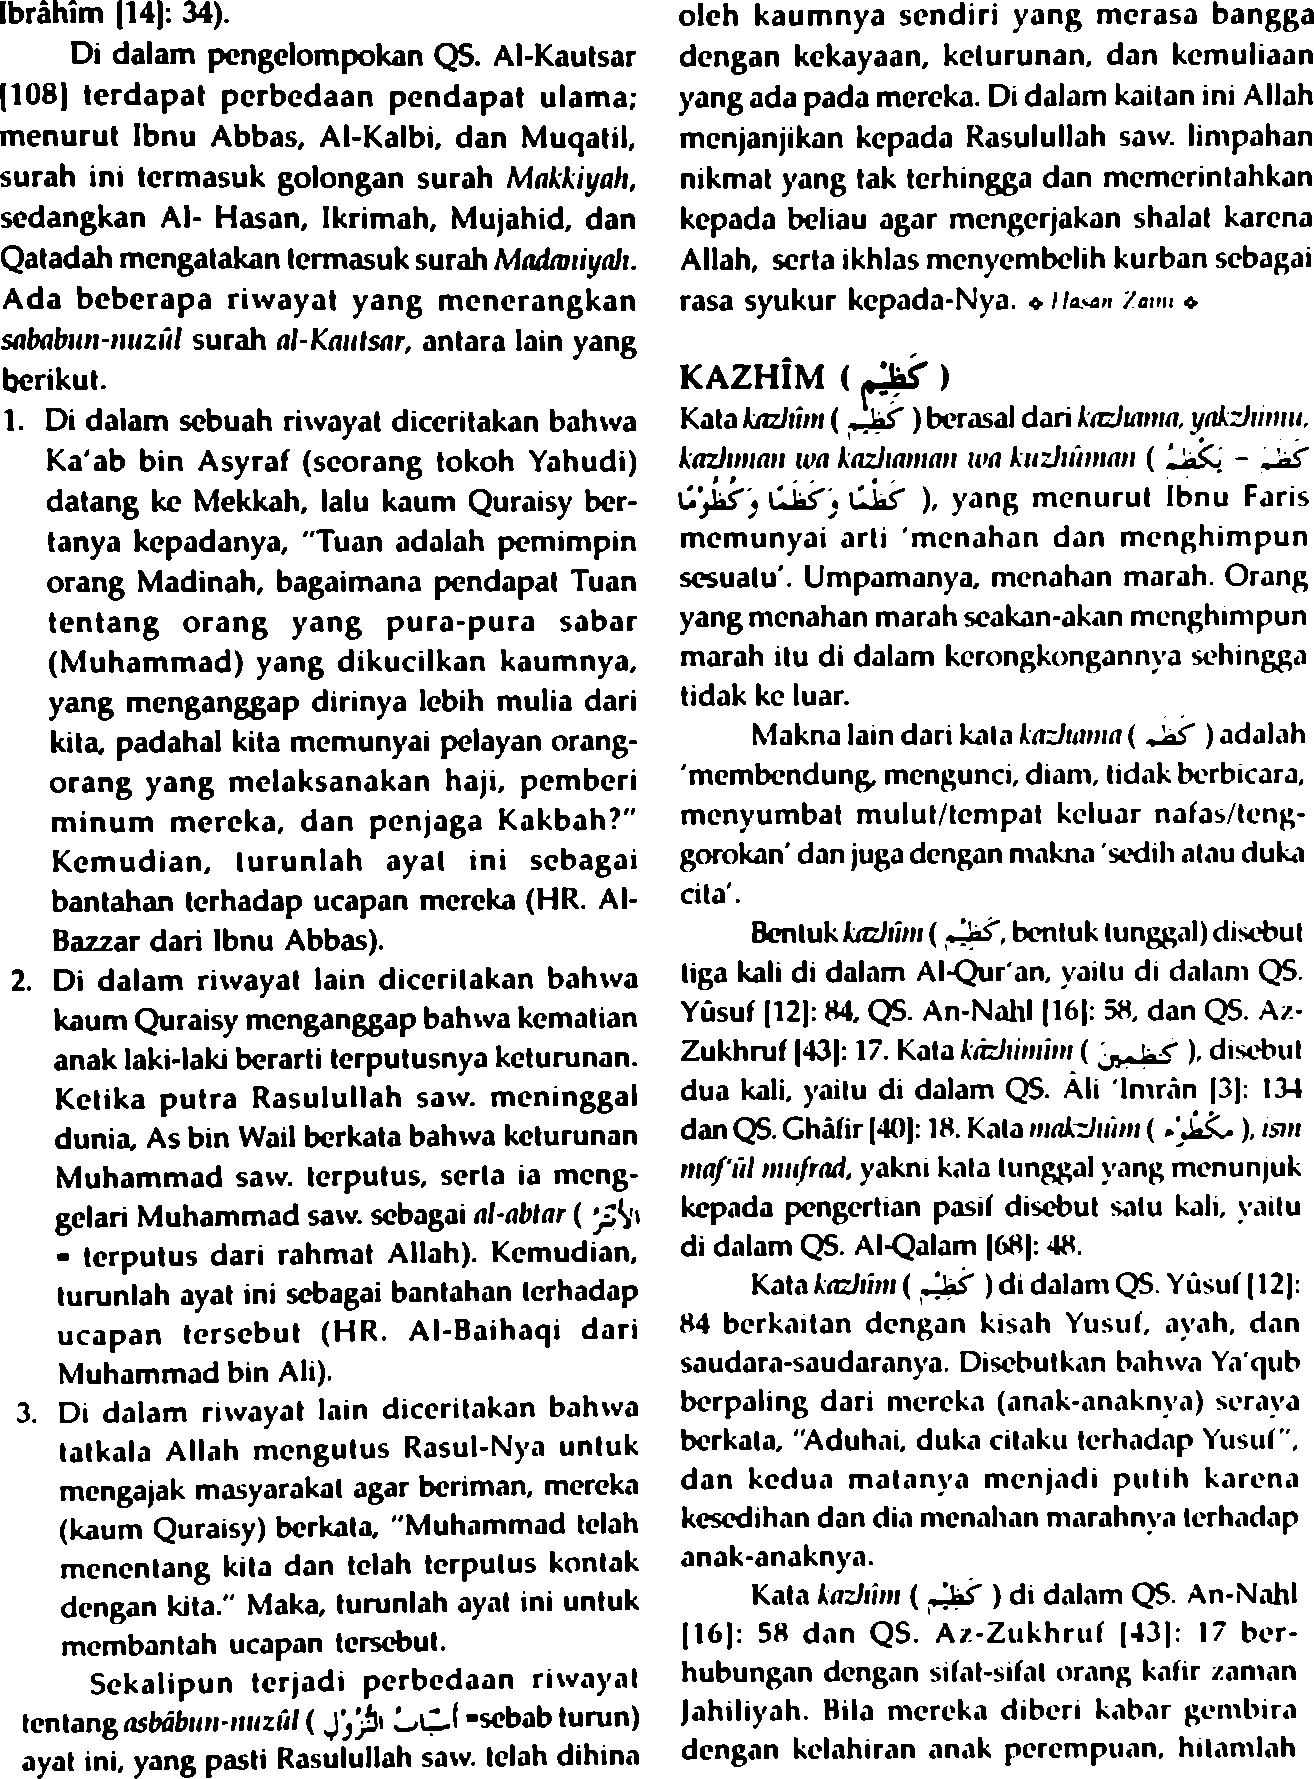 Ibrâhîm [14]: 34).
Di dalam pengelompokan QS. Al-Kautsar
[108] terdapat perbedaan pendapat ulama;
menurut Ibnu Abbas, Al-Kalbi, dan Muqatil,
surah ini termasuk golongan surah Makkiyah,
sedangkan Al- Hasan, Ikrimah, Mujahid, dan
Qatadah mengatakan termasuk surah Madaniyah.
Ada beberapa riwayat yang menerangkan
sababun-nuzûl surah al-Kautsar, antara lain yang
berikut.
1. Di dalam sebuah riwayat diceritakan bahwa
Ka'ab bin Asyraf (seorang tokoh Yahudi)
datang ke Mekkah, lalu kaum Quraisy ber-
tanya kepadanya, "Tuan adalah pemimpin
orang Madinah, bagaimana pendapat Tuan
tentang orang yang pura-pura sabar
(Muhammad) yang dikucilkan kaumnya,
yang menganggap dirinya lebih mulia dari
kita, padahal kita memunyai pelayan orang-
orang yang melaksanakan haji, pemberi
minum mereka, dan penjaga Kakbah?"
Kemudian, turunlah ayat ini sebagai
bantahan terhadap ucapan mereka (HR. Al-
Bazzar dari Ibnu Abbas).
2. Di dalam riwayat lain diceritakan bahwa
kaum Quraisy menganggap bahwa kematian
anak laki-laki berarti terputusnya keturunan.
Ketika putra Rasulullah saw. meninggal
dunia, As bin Wail berkata bahwa keturunan
Muhammad saw. terputus, serta ia meng-
gelari Muhammad saw. sebagai al-abtar ( الأَبْتَرُ
= terputus dari rahmat Allah). Kemudian,
turunlah ayat ini sebagai bantahan terhadap
ucapan tersebut (HR. Al-Baihaqi dari
Muhammad bin Ali).
3. Di dalam riwayat lain diceritakan bahwa
tatkala Allah mengutus Rasul-Nya untuk
mengajak masyarakat agar beriman, mereka
(kaum Quraisy) berkata, "Muhammad telah
menentang kita dan telah terputus kontak
dengan kita." Maka, turunlah ayat ini untuk
membantah ucapan tersebut.
Sekalipun terjadi perbedaan riwayat
tentang asbâbun-nuzûl ( أَسْبَابُ النُّزُوْلِ =sebab turun)
ayat ini, yang pasti Rasulullah saw. telah dihina
oleh kaumnya sendiri yang merasa bangga
dengan kekayaan, keturunan, dan kemuliaan
yang ada pada mereka. Di dalam kaitan ini Allah
menjanjikan kepada Rasulullah saw. limpahan
nikmat yang tak terhingga dan memerintahkan
kepada beliau agar mengerjakan shalat karena
Allah, serta ikhlas menyembelih kurban sebagai
rasa syukur kepada-Nya. ❖ Hasan Zaini ❖
KAZHÎM ( كَظِيْم )
Kata kazhîm ( كَظِيْم ) berasal dari kazhama, yakzhimu,
kazhman wa kazhaman wa kuzhûman ( كَظَمَ - يَكْظِمُ
كَظْمًا وَ كَظَمًا وَ كُظُوْمًا ), yang menurut Ibnu Faris
memunyai arti 'menahan dan menghimpun
sesuatu'. Umpamanya, menahan marah. Orang
yang menahan marah seakan-akan menghimpun
marah itu di dalam kerongkongannya sehingga
tidak ke luar.
Makna lain dari kata kazhama ( كَظَمَ ) adalah
'membendung, mengunci, diam, tidak berbicara,
menyumbat mulut/tempat keluar nafas/teng-
gorokan' dan juga dengan makna 'sedih atau duka
cita'.
Bentuk kazhîm ( كَظِيْم, bentuk tunggal) disebut
tiga kali di dalam Al-Qur'an, yaitu di dalam QS.
Yûsuf [12]: 84, QS. An-Nahl [16]: 58, dan QS. Az-
Zukhruf [43]: 17. Kata kâzhimîm ( كَظِمِيْنَ ), disebut
dua kali, yaitu di dalam QS. Âli 'Imrân [3]: 134
dan QS. Ghâfir [40]: 18. Kata makzhûm ( مَكْظُوْم ), ism
maf'ûl mufrad, yakni kata tunggal yang menunjuk
kepada pengertian pasif disebut satu kali, yaitu
di dalam QS. Al-Qalam [68]: 48.
Kata kazhîm ( كَظِيْم ) di dalam QS. Yûsuf [12]:
84 berkaitan dengan kisah Yusuf, ayah, dan
saudara-saudaranya. Disebutkan bahwa Ya'qub
berpaling dari mereka (anak-anaknya) seraya
berkata, "Aduhai, duka citaku terhadap Yusuf",
dan kedua matanya menjadi putih karena
kesedihan dan dia menahan marahnya terhadap
anak-anaknya.
Kata kazhîm ( كَظِيْم ) di dalam QS. An-Nahl
[16]: 58 dan QS. Az-Zukhruf [43]: 17 ber-
hubungan dengan sifat-sifat orang kafir zaman
Jahiliyah. Bila mereka diberi kabar gembira
dengan kelahiran anak perempuan, hitamlah